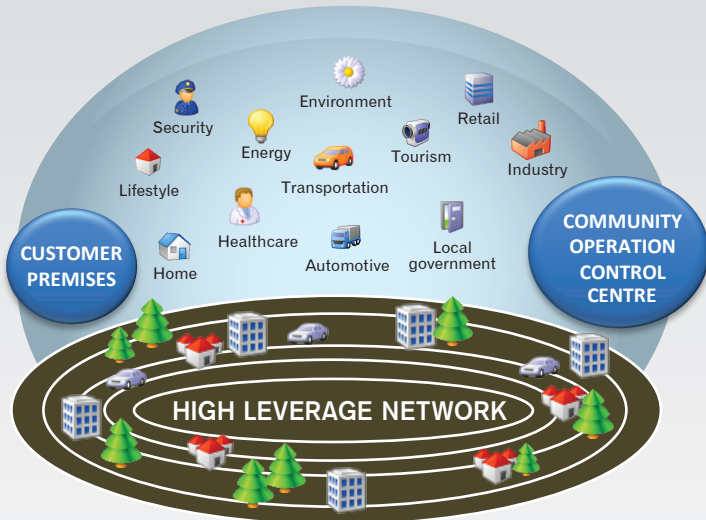 Environment
Security
Retail
Energy
Tourism
Industry
Lifestyle
Transportation
Healthcare
Home
Automotive
Local
government
CUSTOMER
PREMISES
COMMUNITY
OPERATION
CONTROL
CENTRE
HIGH LEVERAGE NETWORK